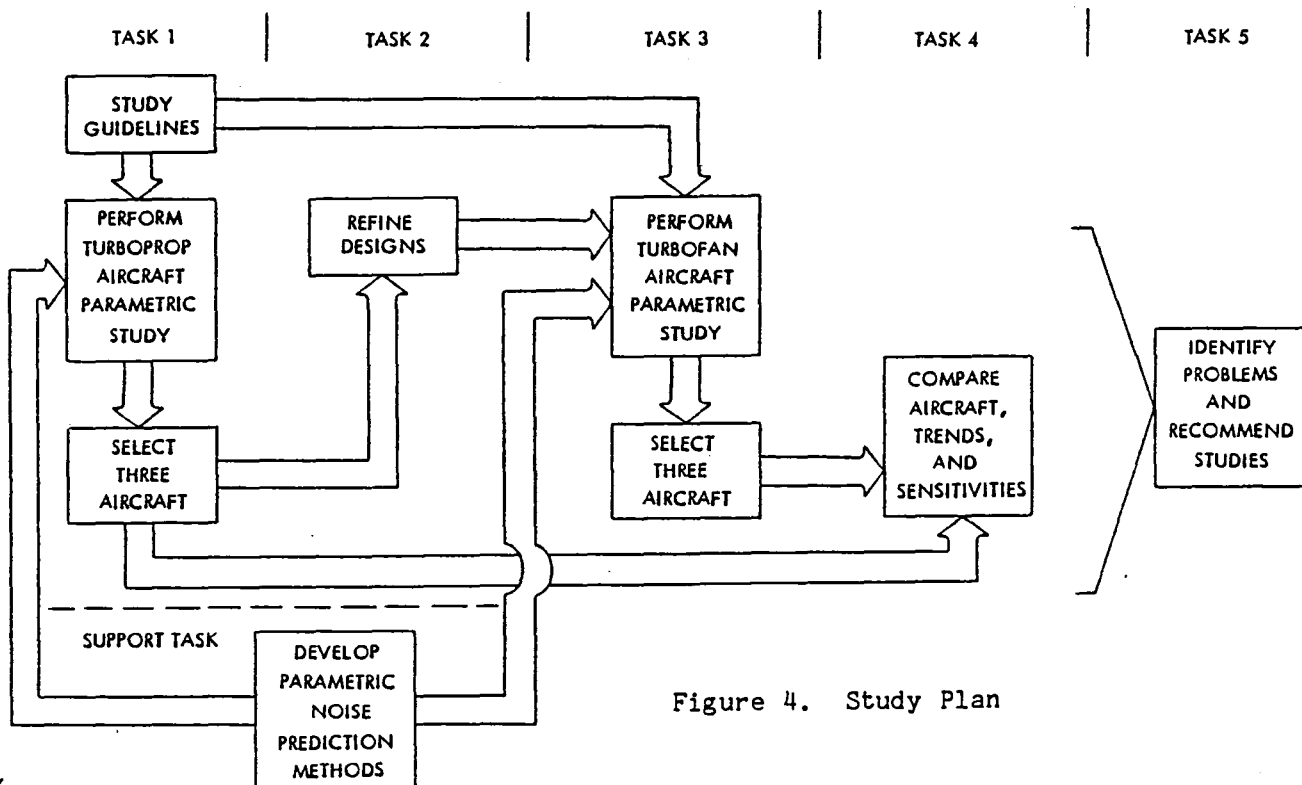 TASK 1
TASK 2
TASK 3
TASK 4
TASK 5
STUDY
GUIDELINES
PERFORM
TURBOPROP
AIRCRAFT
PARAMETRIC
STUDY
REFINE
DESIGNS
PERFORM
TURBOFAN
AIRCRAFT
PARAMETRIC
STUDY
SELECT
THREE
AIRCRAFT
SELECT
THREE
AIRCRAFT
COMPARE
AIRCRAFT,
TRENDS,
AND
SENSITIVITIES
IDENTIFY
PROBLEMS
AND
RECOMMEND
STUDIES
SUPPORT TASK
DEVELOP
PARAMETRIC
NOISE
PREDICTION
METHODS
Figure 4. Study Plan